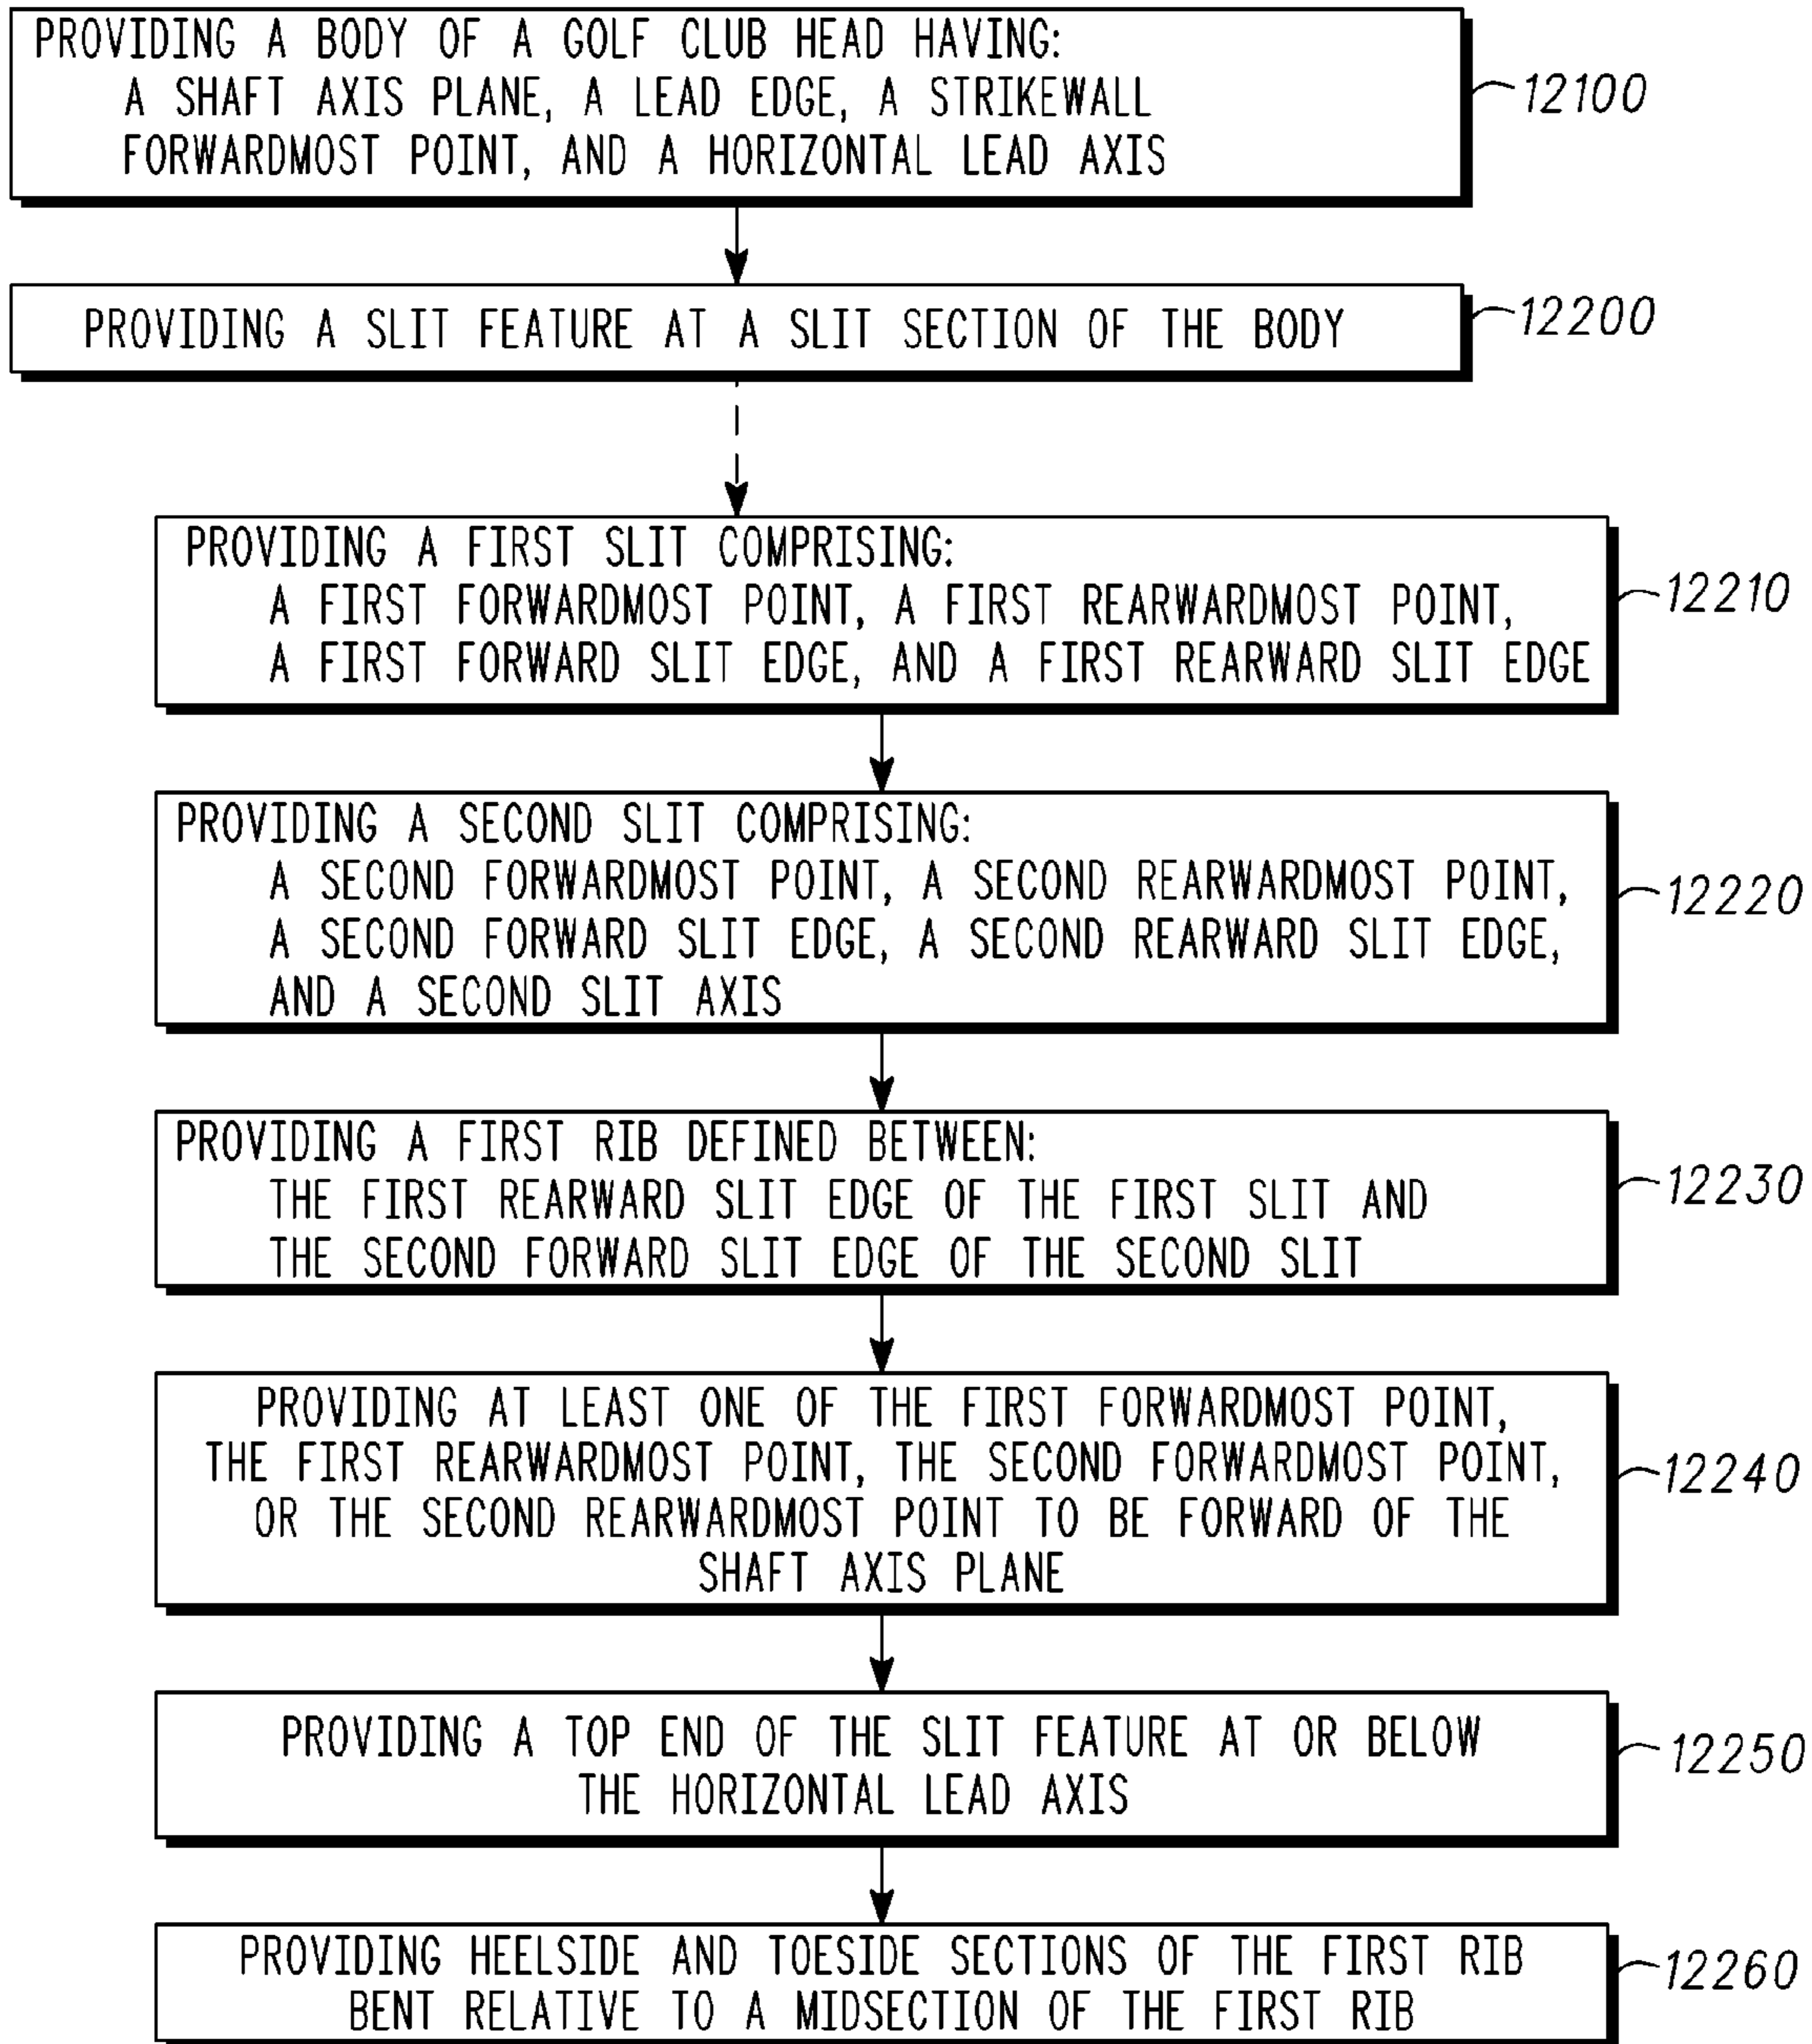 PROVIDING A BODY OF A GOLF CLUB HEAD HAVING:
A SHAFT AXIS PLANE, A LEAD EDGE, A STRIKEWALL
FORWARDMOST POINT, AND A HORIZONTAL LEAD AXIS
12100
PROVIDING A SLIT FEATURE AT A SLIT SECTION OF THE BODY
12200
PROVIDING A FIRST SLIT COMPRISING:
A FIRST FORWARDMOST POINT, A FIRST REARWARDMOST POINT,
A FIRST FORWARD SLIT EDGE, AND A FIRST REARWARD SLIT EDGE
12210
PROVIDING A SECOND SLIT COMPRISING:
A SECOND FORWARDMOST POINT, A SECOND REARWARDMOST POINT,
A SECOND FORWARD SLIT EDGE, A SECOND REARWARD SLIT EDGE,
AND A SECOND SLIT AXIS
12220
PROVIDING A FIRST RIB DEFINED BETWEEN:
THE FIRST REARWARD SLIT EDGE OF THE FIRST SLIT AND
THE SECOND FORWARD SLIT EDGE OF THE SECOND SLIT
12230
PROVIDING AT LEAST ONE OF THE FIRST FORWARDMOST POINT,
THE FIRST REARWARDMOST POINT, THE SECOND FORWARDMOST POINT,
OR THE SECOND REARWARDMOST POINT TO BE FORWARD OF THE
SHAFT AXIS PLANE
12240
PROVIDING A TOP END OF THE SLIT FEATURE AT OR BELOW
THE HORIZONTAL LEAD AXIS
12250
PROVIDING HEELSIDE AND TOESIDE SECTIONS OF THE FIRST RIB
BENT RELATIVE TO A MIDSECTION OF THE FIRST RIB
12260